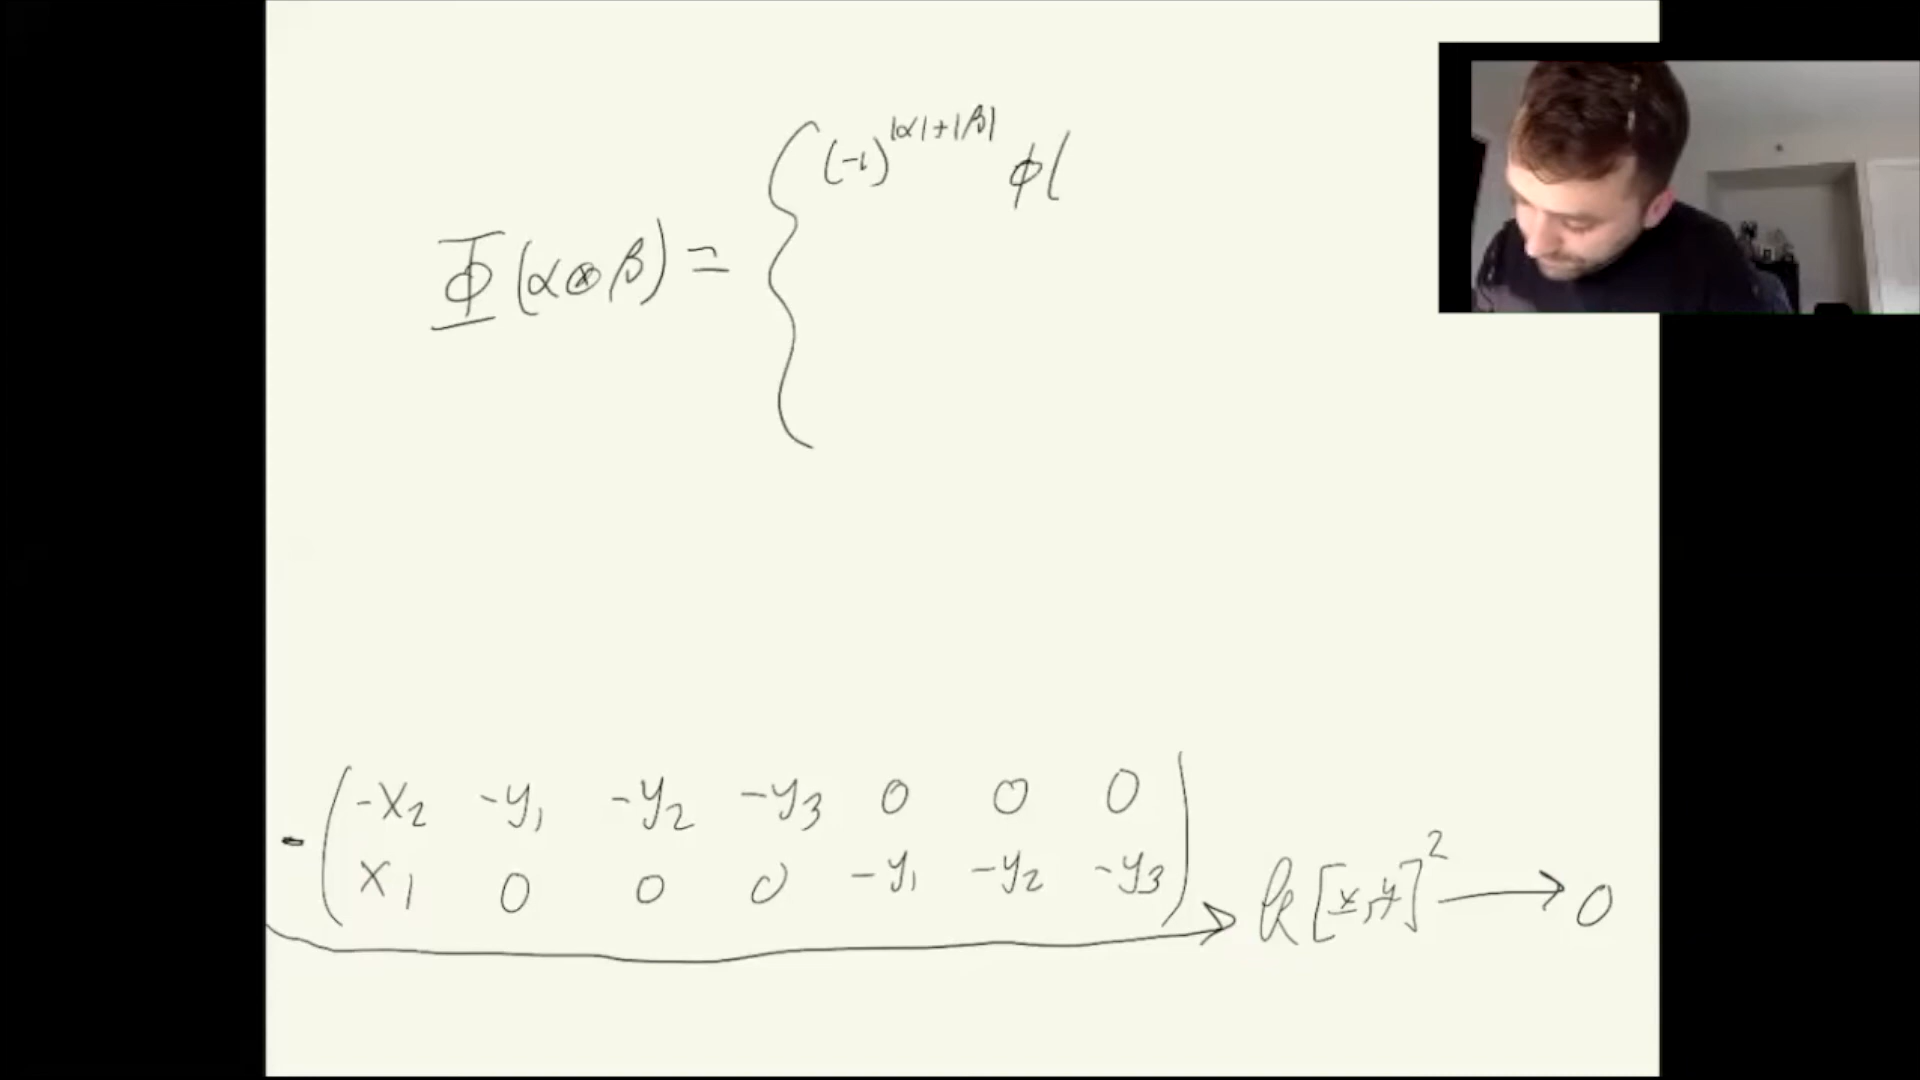 Φ(α⊗β) = { (-1)^{|α|+|β|} ϕ(
-( -x₂ -y₁ -y₂ -y₃ 0 0 0
x₁ 0 0 0 -y₁ -y₂ -y₃ ) → k[x,y]² → 0